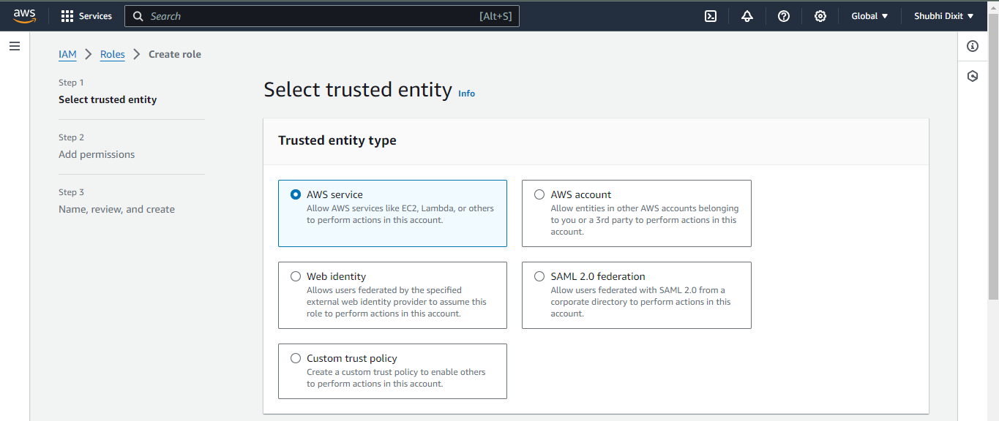 aws
Services
Search
[Alt+S]
Global
Shubhi Dixit
IAM
Roles
Create role
Step 1
Select trusted entity
Step 2
Add permissions
Step 3
Name, review, and create
Select trusted entity
Info
Trusted entity type
AWS service
Allow AWS services like EC2, Lambda, or others
to perform actions in this account.
AWS account
Allow entities in other AWS accounts belonging
to you or a 3rd party to perform actions in this
account.
Web identity
Allows users federated by the specified
external web identity provider to assume this
role to perform actions in this account.
SAML 2.0 federation
Allow users federated with SAML 2.0 from a
corporate directory to perform actions in this
account.
Custom trust policy
Create a custom trust policy to enable others
to perform actions in this account.